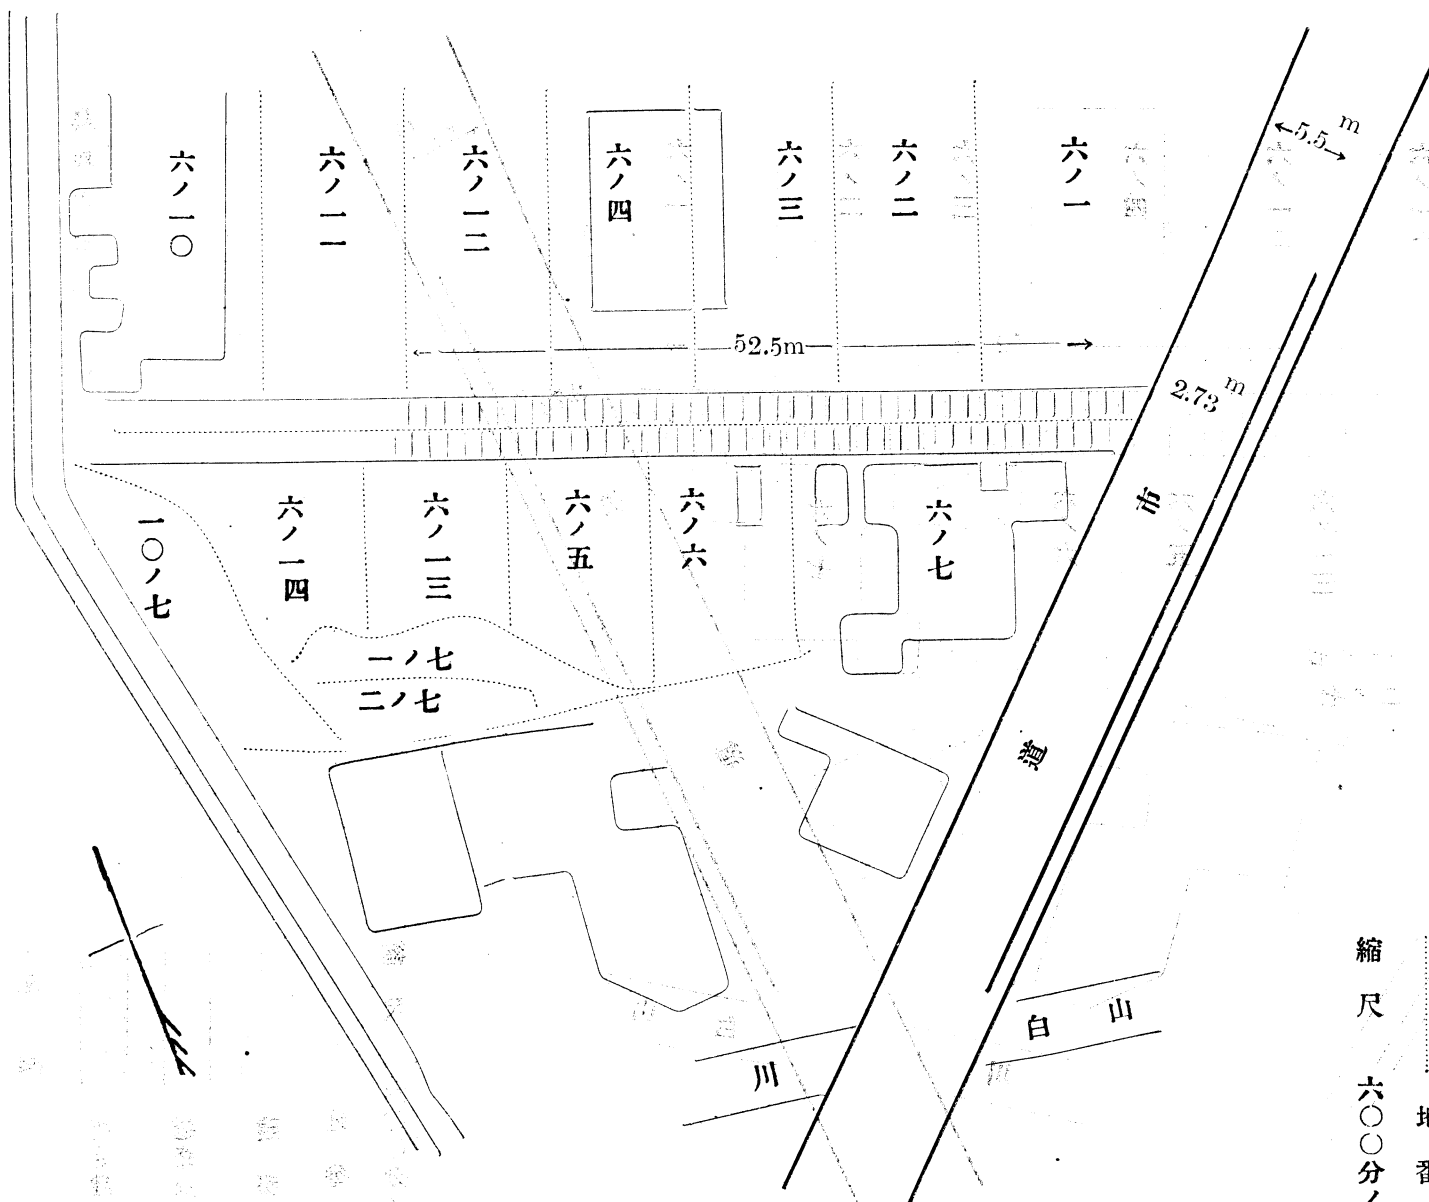 六ノ一〇
六ノ一一
六ノ一二
六ノ四
六ノ三
六ノ二
六ノ一
←5.5→ m
←52.5m→
2.73 m
一〇ノ七
六ノ一四
六ノ一三
六ノ五
六ノ六
六ノ七
一ノ七
二ノ七
市道
川
白山
縮尺 六〇〇分ノ
地番